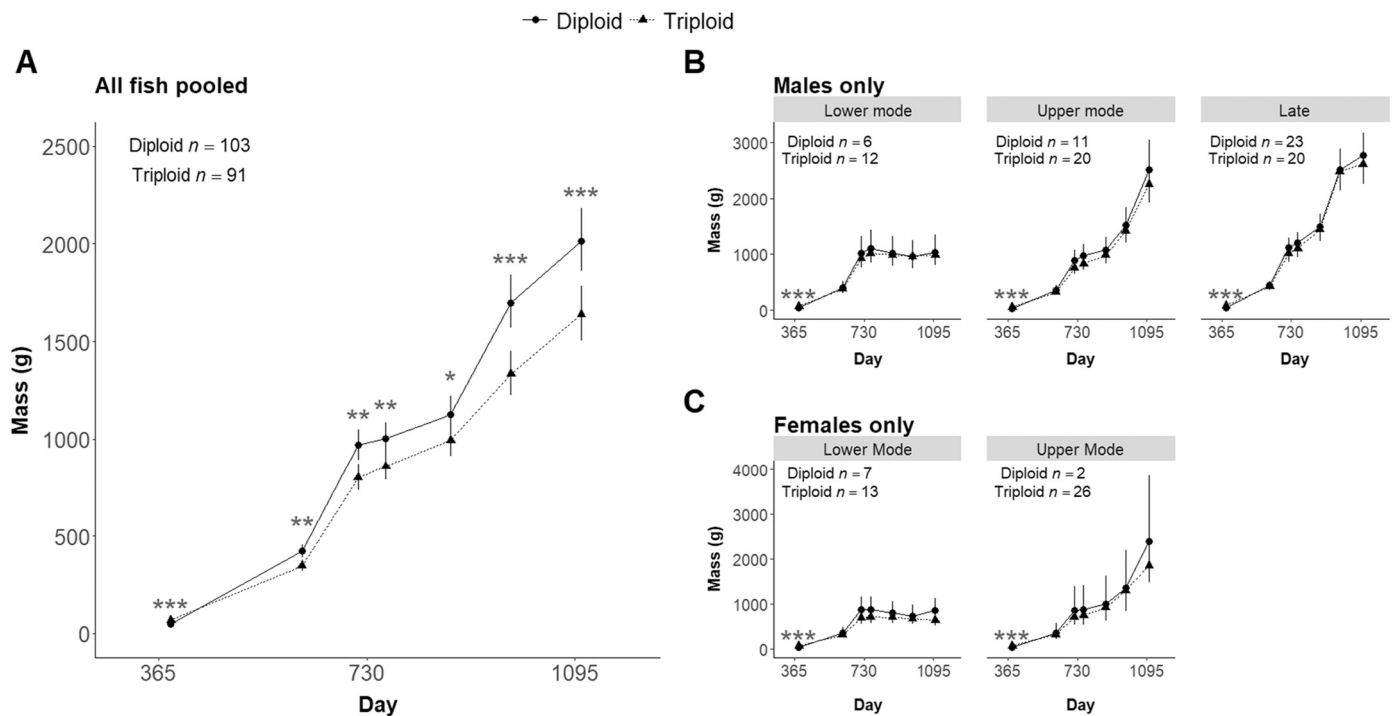 Diploid Triploid
A
All fish pooled
Diploid n = 103
Triploid n = 91
Mass (g)
2500
2000
1500
1000
500
0
***
**
**
**
*
***
***
365 730 1095
Day
B
Males only
Lower mode Upper mode Late
Diploid n = 6
Triploid n = 12
Diploid n = 11
Triploid n = 20
Diploid n = 23
Triploid n = 20
Mass (g)
3000
2000
1000
0
*** *** ***
365 730 1095 365 730 1095 365 730 1095
Day Day Day
C
Females only
Lower Mode Upper Mode
Diploid n = 7
Triploid n = 13
Diploid n = 2
Triploid n = 26
Mass (g)
4000
3000
2000
1000
0
*** ***
365 730 1095 365 730 1095
Day Day